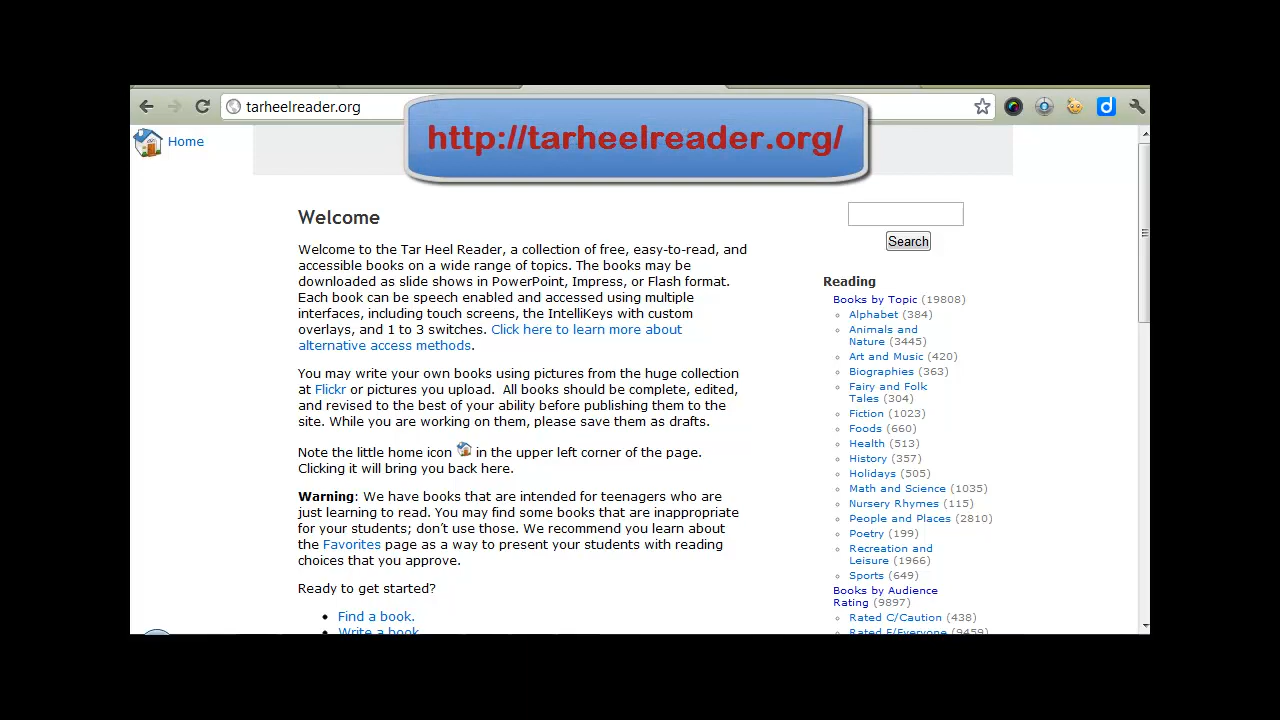 tarheelreader.org
http://tarheelreader.org/
Home
Welcome
Welcome to the Tar Heel Reader, a collection of free, easy-to-read, and
accessible books on a wide range of topics. The books may be
downloaded as slide shows in PowerPoint, Impress, or Flash format.
Each book can be speech enabled and accessed using multiple
interfaces, including touch screens, the IntelliKeys with custom
overlays, and 1 to 3 switches. Click here to learn more about
alternative access methods.
You may write your own books using pictures from the huge collection
at Flickr or pictures you upload.  All books should be complete, edited,
and revised to the best of your ability before publishing them to the
site. While you are working on them, please save them as drafts.
Note the little home icon in the upper left corner of the page.
Clicking it will bring you back here.
Warning: We have books that are intended for teenagers who are
just learning to read. You may find some books that are inappropriate
for your students; don't use those. We recommend you learn about
the Favorites page as a way to present your students with reading
choices that you approve.
Ready to get started?
• Find a book.
Write a book
Search
Reading
Books by Topic (19808)
Alphabet (384)
Animals and
Nature (3445)
Art and Music (420)
Biographies (363)
Fairy and Folk
Tales (304)
Fiction (1023)
Foods (660)
Health (513)
History (357)
Holidays (505)
Math and Science (1035)
Nursery Rhymes (115)
People and Places (2810)
Poetry (199)
Recreation and
Leisure (1966)
Sports (649)
Books by Audience
Rating (9897)
Rated C/Caution (438)
Rated E/Everyone (9459)